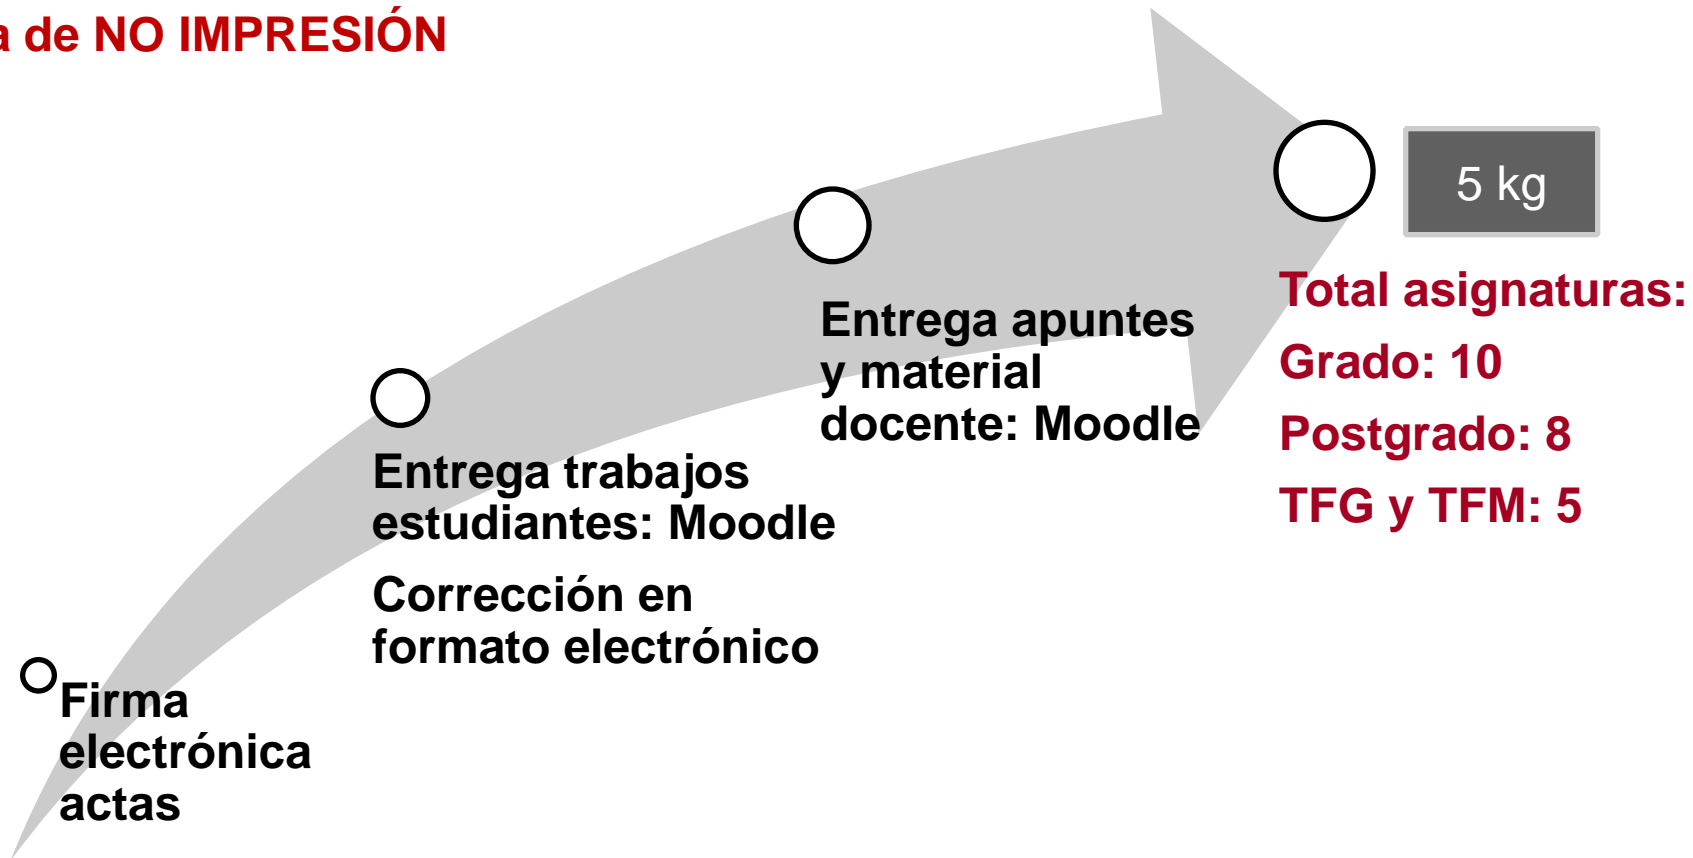 a de NO IMPRESIÓN
5 kg
Total asignaturas:
Grado: 10
Postgrado: 8
TFG y TFM: 5
Entrega apuntes
y material
docente: Moodle
Entrega trabajos
estudiantes: Moodle
Corrección en
formato electrónico
Firma
electrónica
actas